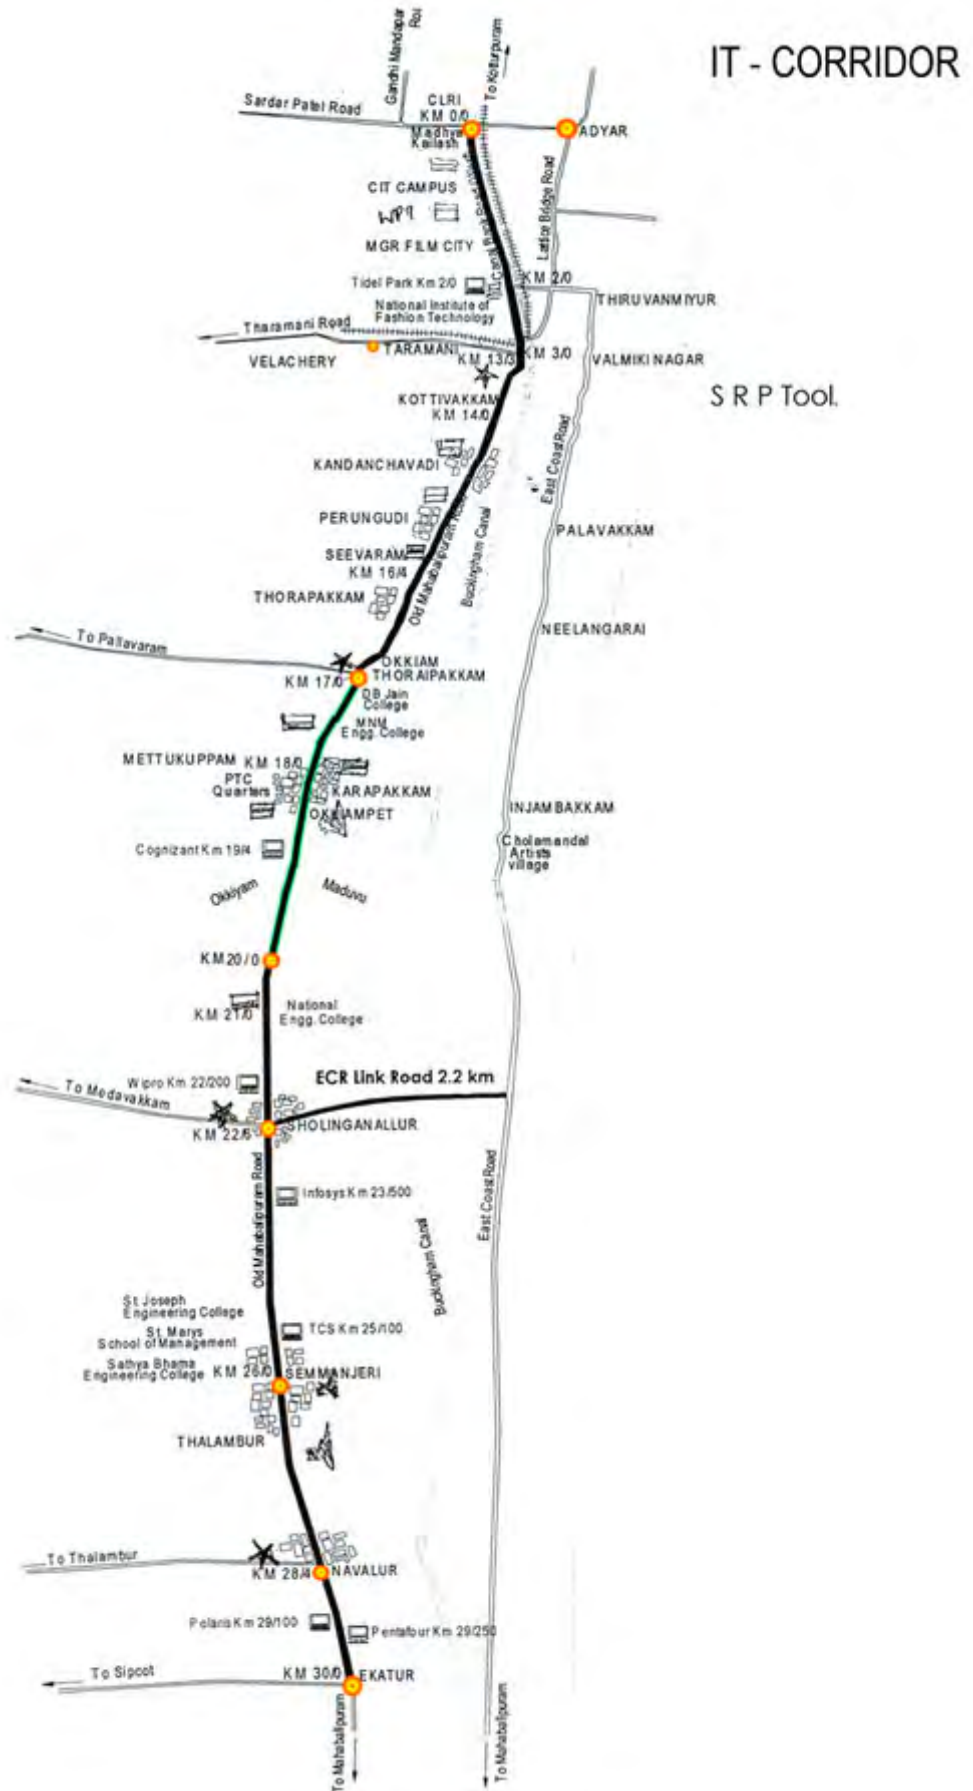 IT - CORRIDOR
Gandhi Mandapar
Roa
To Kotturpuram
Sardar Patel Road
CLRI
KM 0/0
Madhya
Kailash
ADYAR
CIT CAMPUS
Lattice Bridge Road
MGR FILM CITY
Tidel Park Km 2/0
KM 2/0
THIRUVANMIYUR
National Institute of
Fashion Technology
Tharamani Road
TARAMANI
KM 13/3
KM 3/0
VELACHERY
VALMIKI NAGAR
S R P Tool.
KOTTIVAKKAM
KM 14/0
East Coast Road
KANDANCHAVADI
PERUNGUDI
PALAVAKKAM
SEEVARAM
KM 16/4
Old Mahabalipuram Road
Buckingham Canal
THORAPAKKAM
NEELANGARAI
To Pallavaram
OKKIAM
KM 17/0
THORAIPAKKAM
DB Jain
College
MNM
Engg. College
METTUKUPPAM
KM 18/0
PTC
Quarters
KARAPAKKAM
OKKIAMPET
INJAMBAKKAM
Cholamandal
Artists
village
Cognizant Km 19/4
Okkiyam
Maduvu
KM 20/0
KM 21/0
National
Engg. College
Wipro Km 22/200
ECR Link Road 2.2 km
To Medavakkam
KM 22/6
SHOLINGANALLUR
Old Mahabalipuram Road
Infosys Km 23/500
East Coast Road
Buckingham Canal
St. Joseph
Engineering College
TCS Km 25/100
St. Marys
School of Management
Sathya Bhama
Engineering College
KM 26/0
SEMMANJERI
THALAMBUR
To Thalambur
KM 28/4
NAVALUR
Polaris Km 29/100
Pentafour Km 29/250
To Sipcot
KM 30/0
EKATUR
To Mahabalipuram
To Mahabalipuram